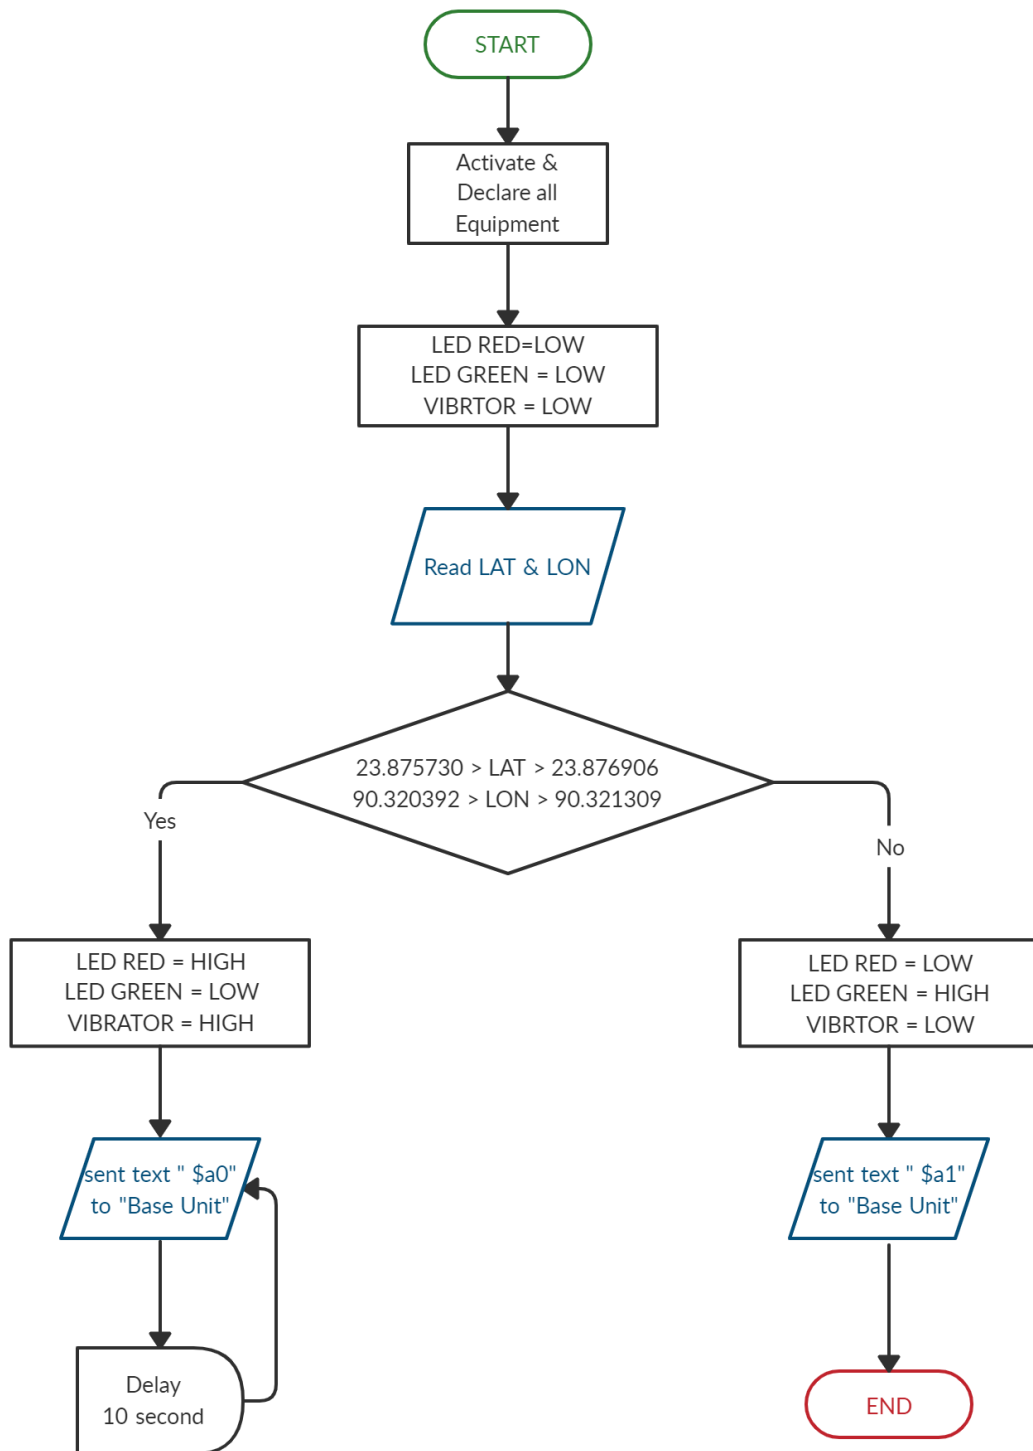 START
Activate &
Declare all
Equipment
LED RED=LOW
LED GREEN = LOW
VIBRTOR = LOW
Read LAT & LON
23.875730 > LAT > 23.876906
90.320392 > LON > 90.321309
Yes
No
LED RED = HIGH
LED GREEN = LOW
VIBRATOR = HIGH
LED RED = LOW
LED GREEN = HIGH
VIBRTOR = LOW
sent text " $a0"
to "Base Unit"
sent text " $a1"
to "Base Unit"
Delay
10 second
END